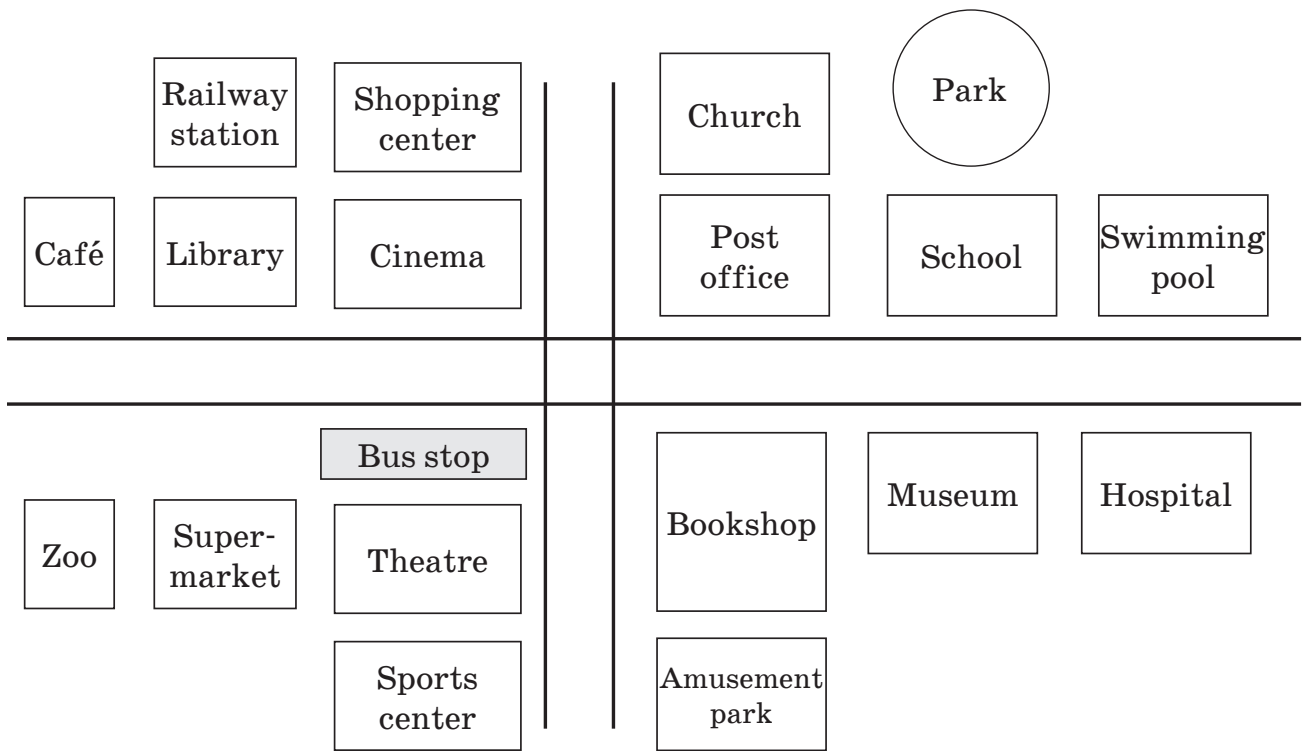 Railway
station
Shopping
center
Church
Park
Café
Library
Cinema
Post
office
School
Swimming
pool
Bus stop
Zoo
Super-
market
Theatre
Bookshop
Museum
Hospital
Sports
center
Amusement
park